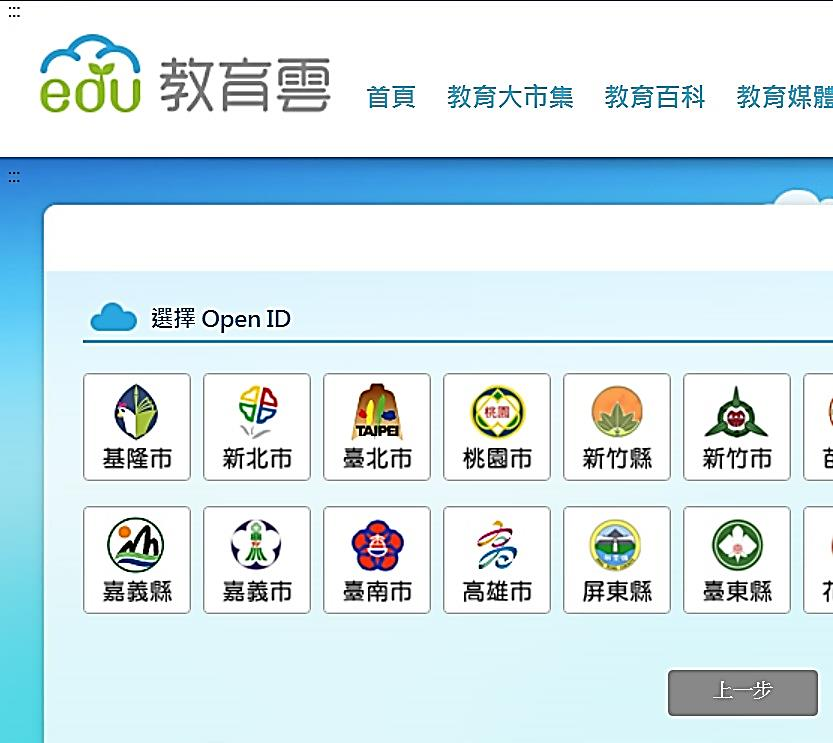 :::
edu 教育雲
首頁 教育大市集 教育百科 教育媒體
:::
選擇 Open ID
桃園
TAIPEI
基隆市 新北市 臺北市 桃園市 新竹縣 新竹市
嘉義縣 嘉義市 臺南市 高雄市 屏東縣 臺東縣
上一步